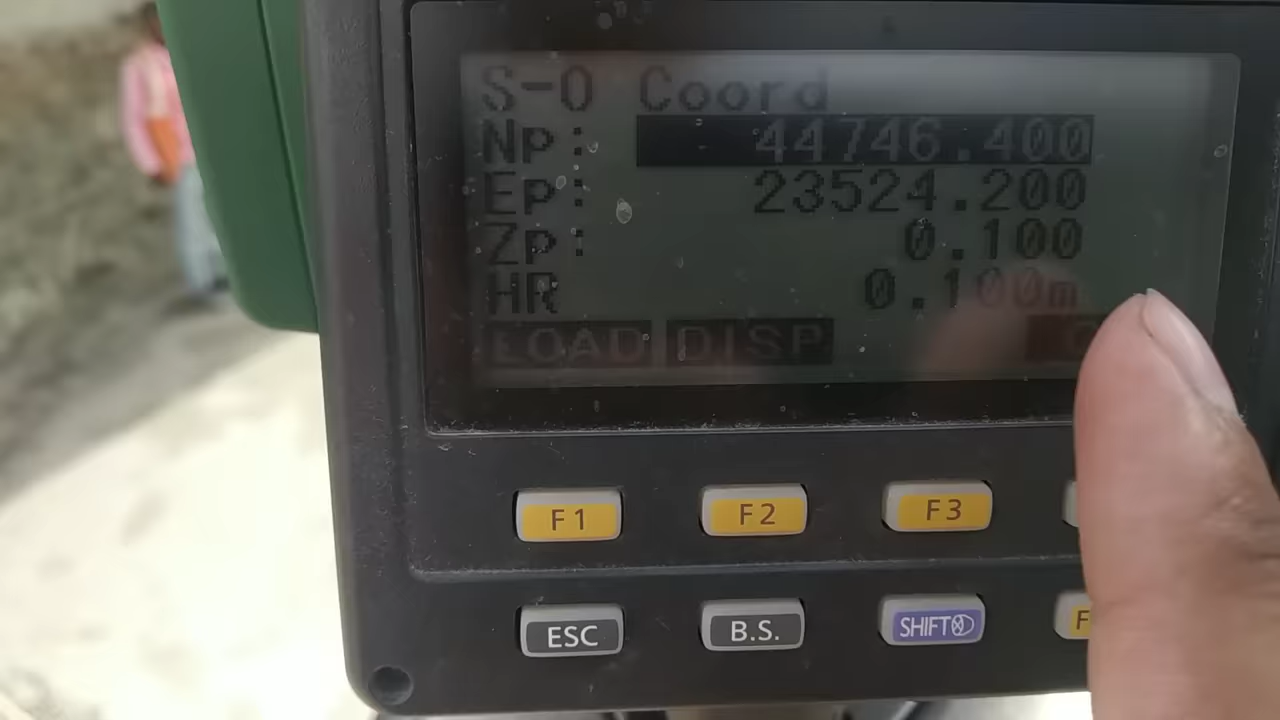 S-O Coord
Np: 44746.400
Ep: 23524.200
Zp: 0.100
HR 0.100m
LOAD DISP
F1 F2 F3
ESC B.S. SHIFT F